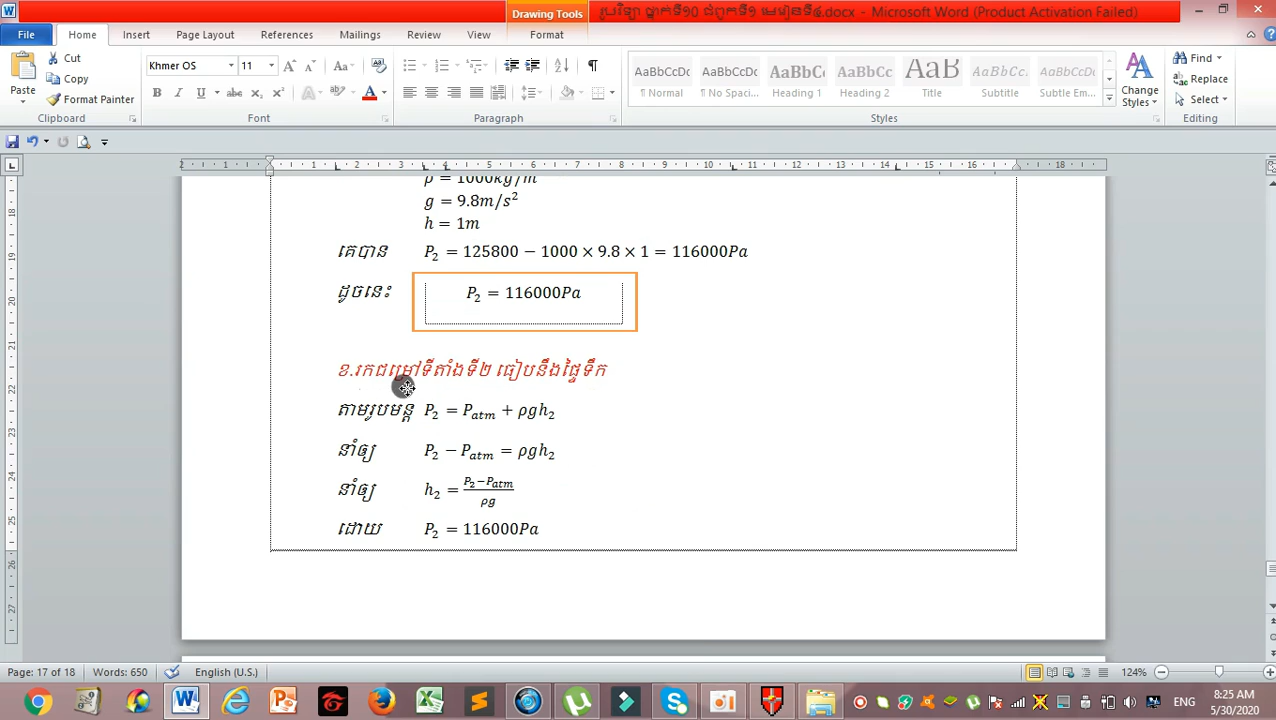 Drawing Tools
រូបវិទ្យា ថ្នាក់ទី១0 ជំពូកទី១ មេរៀនទី៤.docx - Microsoft Word (Product Activation Failed)
File Home Insert Page Layout References Mailings Review View Format
Paste Cut Copy Format Painter
Khmer OS 11
AaBbCcDc AaBbCcDc AaBbC AaBbCc AaB AaBbCcL AaBbCcDc
¶ Normal ¶ No Spaci... Heading 1 Heading 2 Title Subtitle Subtle Em...
Change Styles Find Replace Select
Clipboard Font Paragraph Styles Editing
ρ = 1000kg/m
g = 9.8m/s²
h = 1m
គេបាន P₂ = 125800 − 1000 × 9.8 × 1 = 116000Pa
ដូចនេះ P₂ = 116000Pa
ខ.រកជម្រៅទីតាំងទី២ ធៀបនឹងផ្ទៃទឹក
តាមរូបមន្ត P₂ = Pₐₜₘ + ρgh₂
នាំឲ្យ P₂ − Pₐₜₘ = ρgh₂
នាំឲ្យ h₂ = (P₂−Pₐₜₘ)/ρg
ដោយ P₂ = 116000Pa
Page: 17 of 18 Words: 650 English (U.S.) 124%
ENG 8:25 AM
5/30/2020